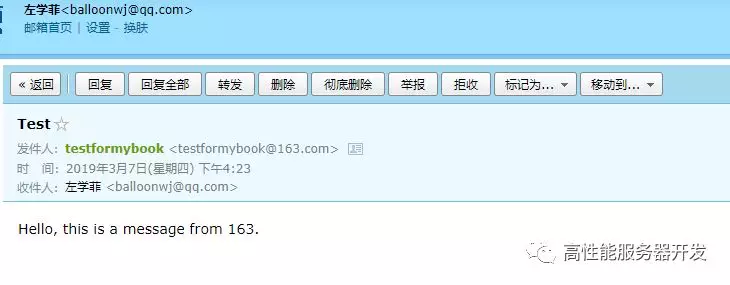 左学菲<balloonwj@qq.com>
邮箱首页 | 设置 - 换肤
« 返回 回复 回复全部 转发 删除 彻底删除 举报 拒收 标记为... 移动到...
Test
发件人：testformybook <testformybook@163.com>
时　间：2019年3月7日(星期四) 下午4:23
收件人：左学菲 <balloonwj@qq.com>
Hello, this is a message from 163.
高性能服务器开发